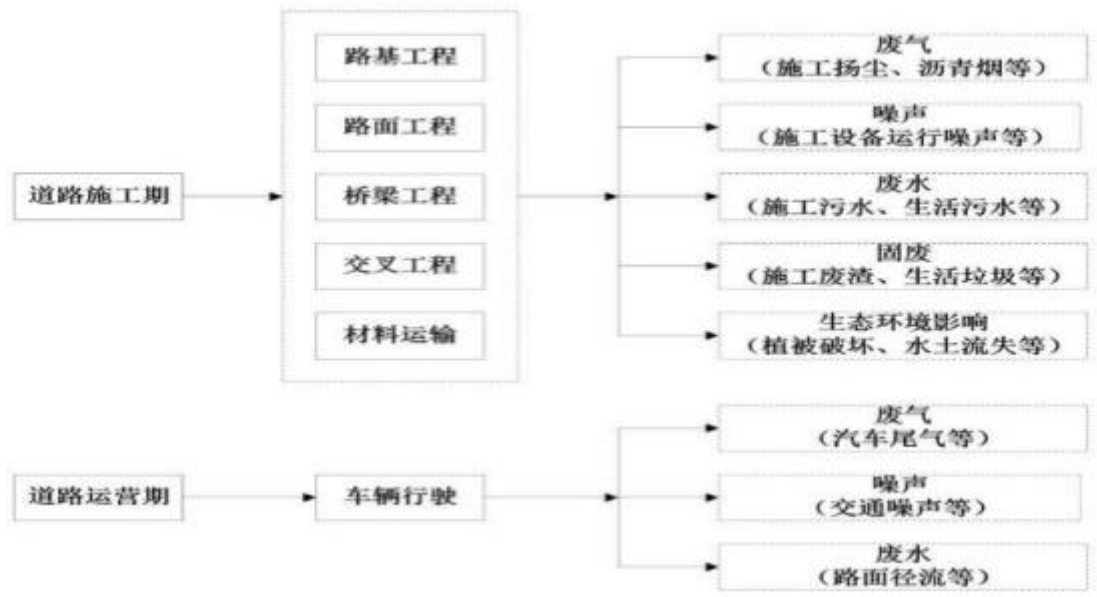 道路施工期
路基工程
路面工程
桥梁工程
交叉工程
材料运输
废气
（施工扬尘、沥青烟等）
噪声
（施工设备运行噪声等）
废水
（施工污水、生活污水等）
固废
（施工废渣、生活垃圾等）
生态环境影响
（植被破坏、水土流失等）
道路运营期
车辆行驶
废气
（汽车尾气等）
噪声
（交通噪声等）
废水
（路面径流等）